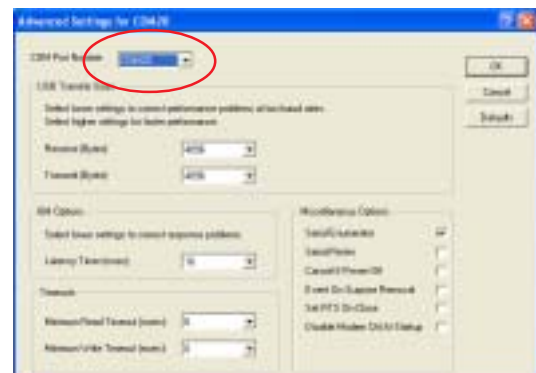 Advanced Settings for COM28
COM Port Number: COM28
OK
USB Transfer Sizes
Cancel
Select lower settings to correct performance problems at low baud rates.
Defaults
Select higher settings for faster performance.
Receive (Bytes): 4096
Transmit (Bytes): 4096
BM Options
Miscellaneous Options
Select lower settings to correct response problems.
Serial Enumerator
Serial Printer
Latency Timer (msec): 16
Cancel If Power Off
Event On Surprise Removal
Timeouts
Set RTS On Close
Minimum Read Timeout (msec): 0
Disable Modem Ctrl At Startup
Minimum Write Timeout (msec): 0